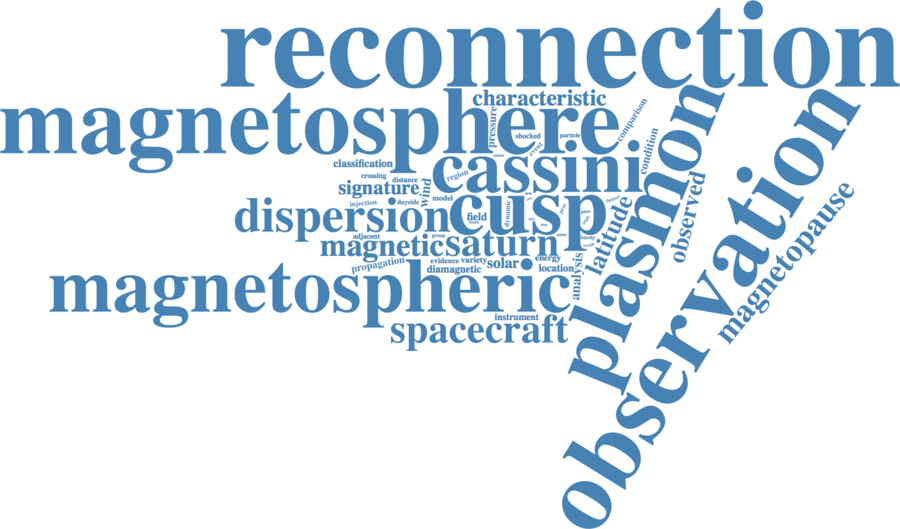 reconnection
magnetosphere
characteristic
pressure
shocked
particle
comparison
event
condition
plasmon
observation
classification
cassini
region
crossing
distance
signature
wind
model
injection
dayside
dispersion
cusp
field
dynamic
latitude
observed
magnetopause
adjacent
group
magnetic
saturn
propagation
evidence
variety
diamagnetic
solar
energy
location
analysis
magnetospheric
instrument
spacecraft